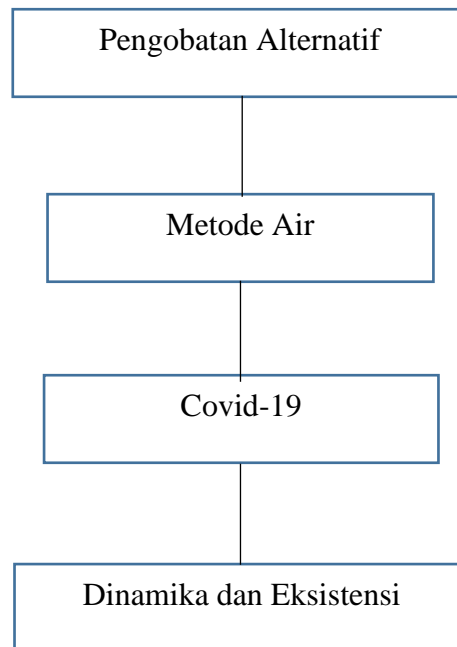 Pengobatan Alternatif
Metode Air
Covid-19
Dinamika dan Eksistensi